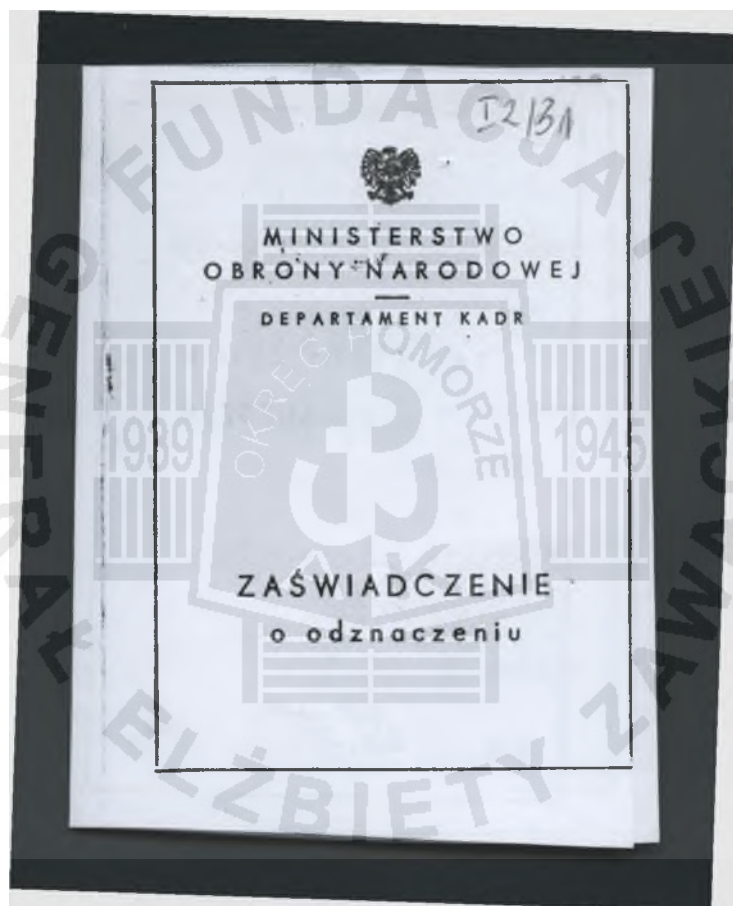 I2/31
MINISTERSTWO
OBRONY NARODOWEJ
DEPARTAMENT KADR
ZAŚWIADCZENIE
o odznaczeniu
FUNDACJA GENERAŁ ELŻBIETY ZAWACKIEJ
OKRĘG POMORZE
1939
1945
AK